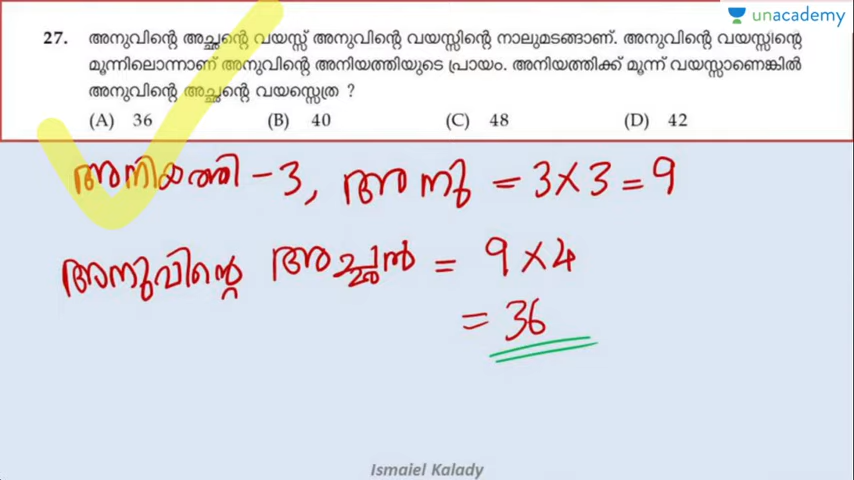 unacademy
27. അനുവിന്റെ അച്ഛന്റെ വയസ്സ് അനുവിന്റെ വയസ്സിന്റെ നാലുമടങ്ങാണ്. അനുവിന്റെ വയസ്സിന്റെ
മൂന്നിലൊന്നാണ് അനുവിന്റെ അനിയത്തിയുടെ പ്രായം. അനിയത്തിക്ക് മൂന്ന് വയസ്സാണെങ്കിൽ
അനുവിന്റെ അച്ഛന്റെ വയസ്സെത്ര ?
(A) 36 (B) 40 (C) 48 (D) 42
അനിയത്തി - 3, അനു = 3 × 3 = 9
അനുവിന്റെ അച്ഛൻ = 9 × 4
= 36
Ismaiel Kalady